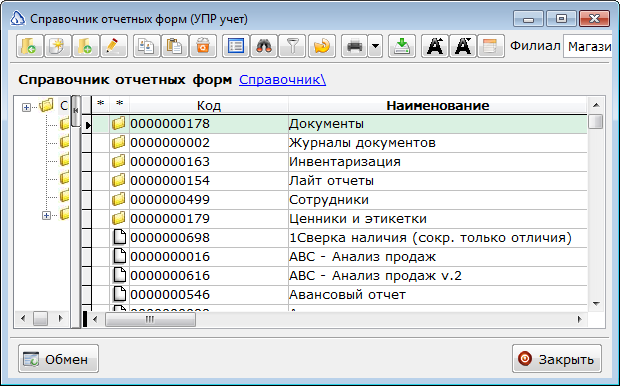 Справочник отчетных форм (УПР учет)
Филиал Магази
Справочник отчетных форм Справочник\
С * * Код Наименование
0000000178 Документы
0000000002 Журналы документов
0000000163 Инвентаризация
0000000154 Лайт отчеты
0000000499 Сотрудники
0000000179 Ценники и этикетки
0000000698 1Сверка наличия (сокр. только отличия)
0000000016 АВС - Анализ продаж
0000000616 АВС - Анализ продаж v.2
0000000546 Авансовый отчет
Обмен Закрыть